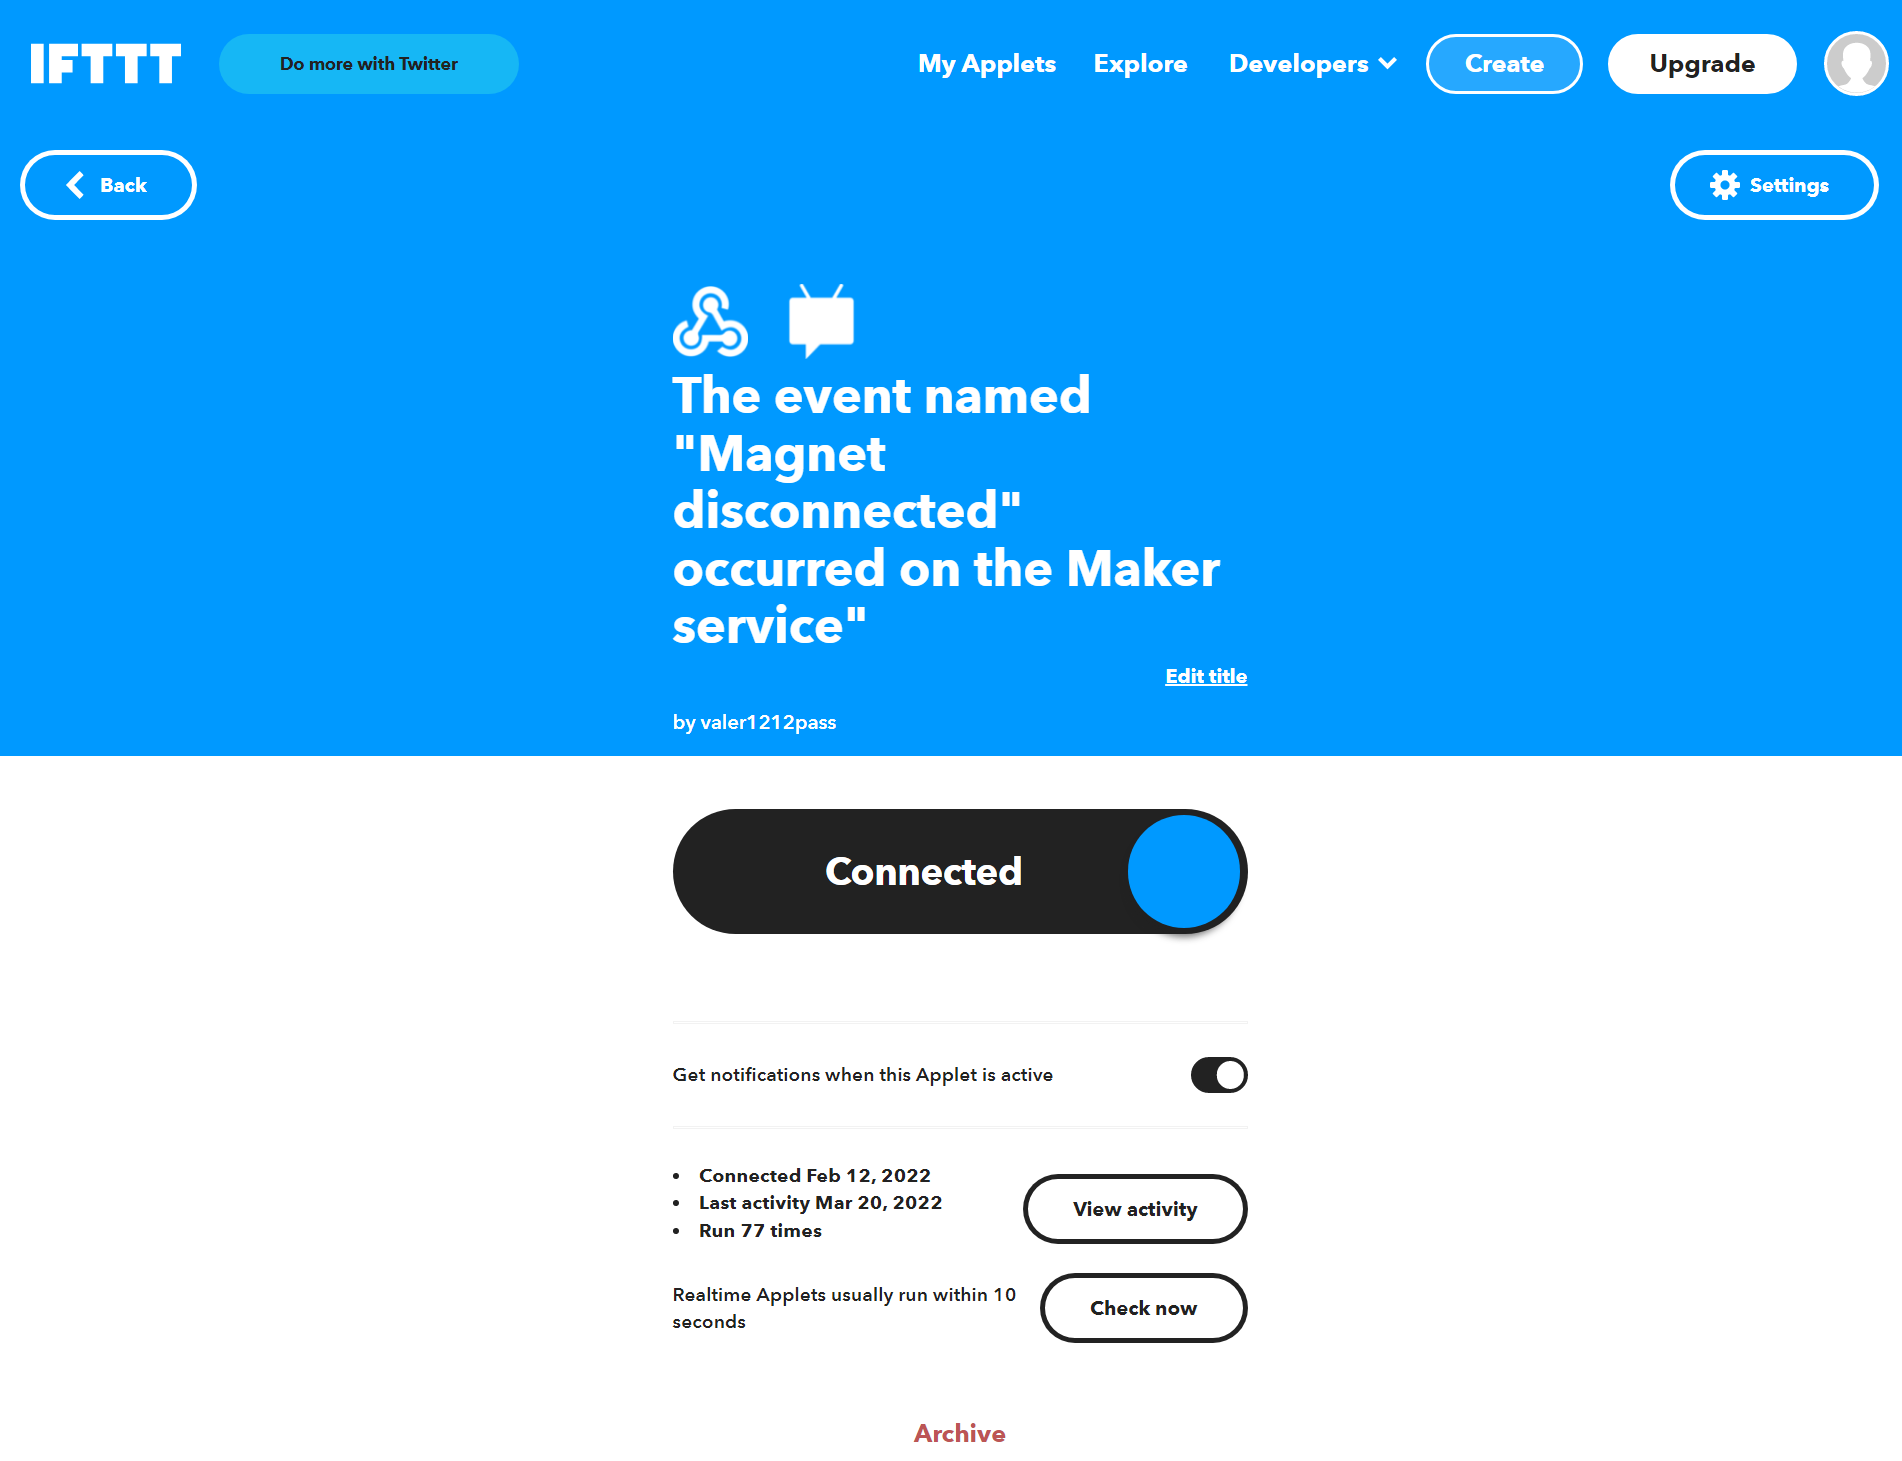 IFTTT
Do more with Twitter
My Applets
Explore
Developers
Create
Upgrade
Back
Settings
The event named
"Magnet
disconnected"
occurred on the Maker
service"
Edit title
by valer1212pass
Connected
Get notifications when this Applet is active
• Connected Feb 12, 2022
• Last activity Mar 20, 2022
• Run 77 times
View activity
Realtime Applets usually run within 10
seconds
Check now
Archive